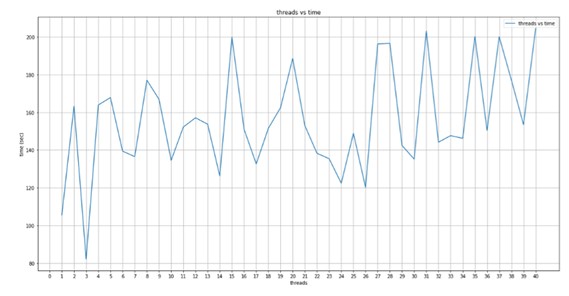 threads vs time
threads vs time
200
180
160
140
120
100
80
time (sec)
0 1 2 3 4 5 6 7 8 9 10 11 12 13 14 15 16 17 18 19 20 21 22 23 24 25 26 27 28 29 30 31 32 33 34 35 36 37 38 39 40
threads